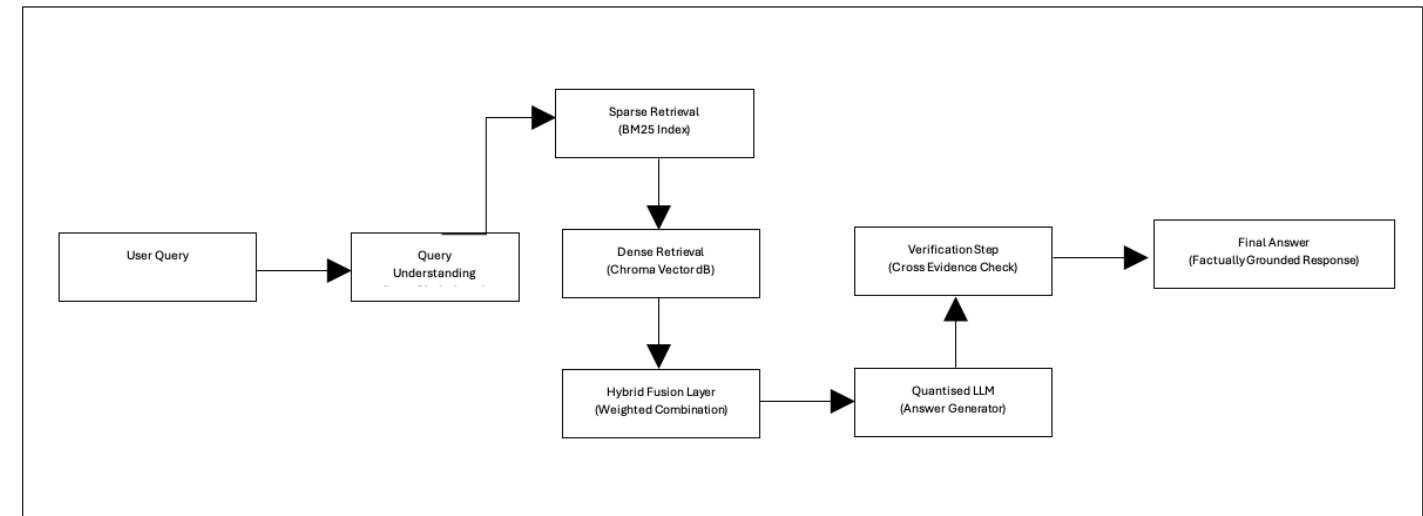 User Query
Query
Understanding
Sparse Retrieval
(BM25 Index)
Dense Retrieval
(Chroma Vector dB)
Hybrid Fusion Layer
(Weighted Combination)
Quantised LLM
(Answer Generator)
Verification Step
(Cross Evidence Check)
Final Answer
(Factually Grounded Response)